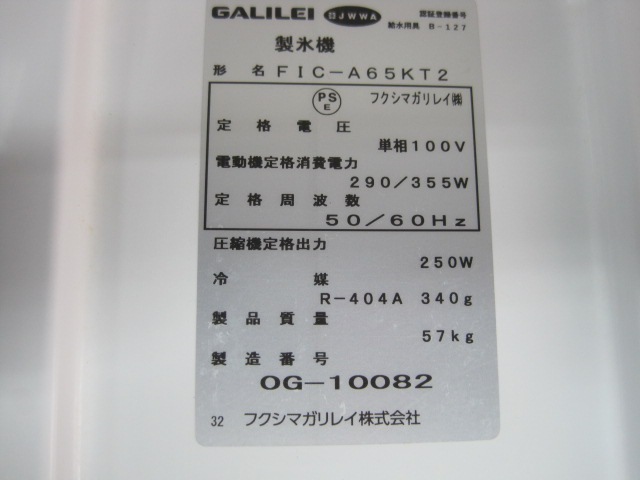 GALILEI JWWA 認証登録番号
給水用具 B-127
製氷機
形名 FIC-A65KT2
PSE フクシマガリレイ㈱
定格電圧
単相100V
電動機定格消費電力
290/355W
定格周波数
50/60Hz
圧縮機定格出力
250W
冷媒
R-404A 340g
製品質量
57kg
製造番号
OG-10082
32 フクシマガリレイ株式会社